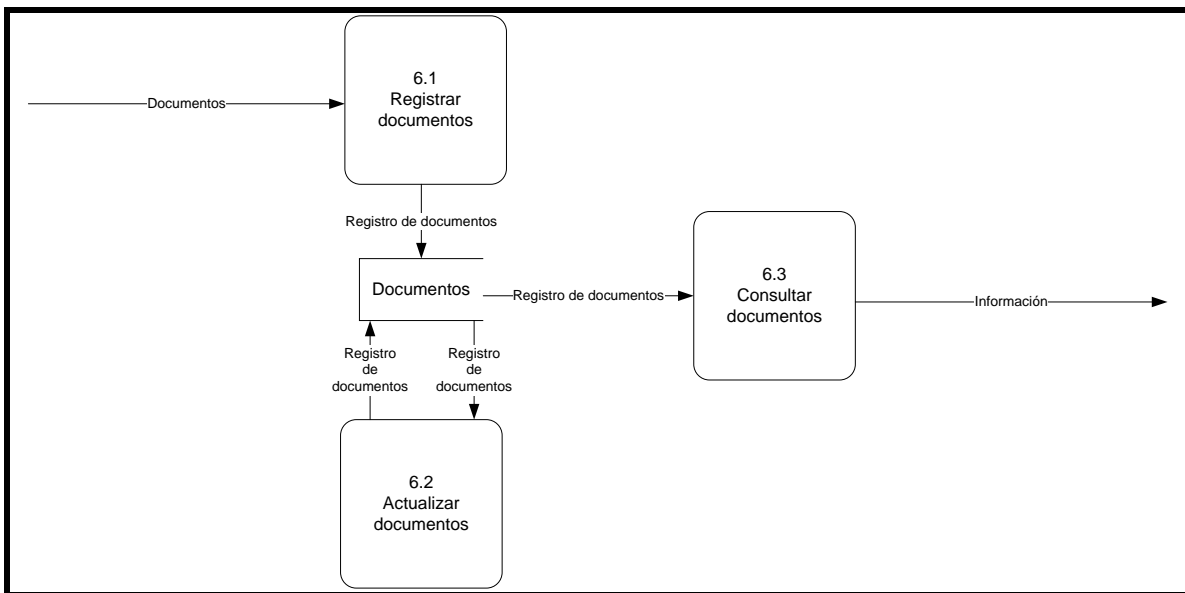 6.1
Registrar
documentos
Documentos
Registro de documentos
Documentos
Registro de documentos
6.3
Consultar
documentos
Información
Registro
de
documentos
Registro
de
documentos
6.2
Actualizar
documentos